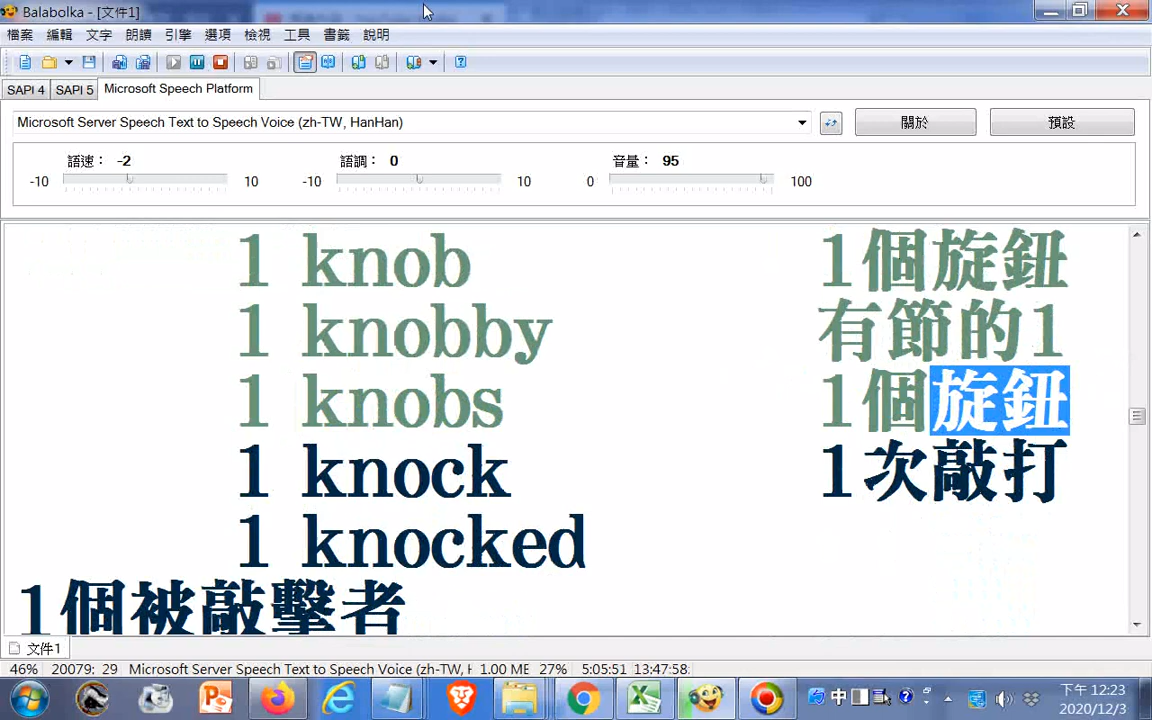 Balabolka - [文件1]
檔案 編輯 文字 朗讀 引擎 選項 檢視 工具 書籤 說明
SAPI 4 SAPI 5 Microsoft Speech Platform
Microsoft Server Speech Text to Speech Voice (zh-TW, HanHan) 關於 預設
語速： -2 語調： 0 音量： 95
-10 10 -10 10 0 100
1 knob 1個旋鈕
1 knobby 有節的1
1 knobs 1個旋鈕
1 knock 1次敲打
1 knocked
1個被敲擊者
文件1
46% 20079: 29 Microsoft Server Speech Text to Speech Voice (zh-TW, 1.00 ME 27% 5:05:51 13:47:58
中 下午 12:23
2020/12/3